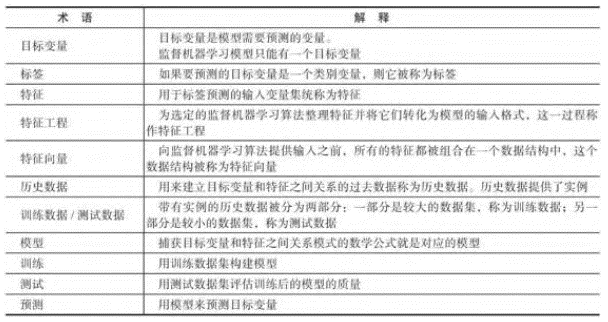 术 语 解 释
目标变量
目标变量是模型需要预测的变量。
监督机器学习模型只能有一个目标变量
标签 如果要预测的目标变量是一个类别变量，则它被称为标签
特征 用于标签预测的输入变量集统称为特征
特征工程
为选定的监督机器学习算法整理特征并将它们转化为模型的输入格式，这一过程称
作特征工程
特征向量
向监督机器学习算法提供输入之前，所有的特征都被组合在一个数据结构中，这个
数据结构被称为特征向量
历史数据 用来建立目标变量和特征之间关系的过去数据称为历史数据。历史数据提供了实例
训练数据 / 测试数据
带有实例的历史数据被分为两部分：一部分是较大的数据集，称为训练数据；另一
部分是较小的数据集，称为测试数据
模型 捕获目标变量和特征之间关系模式的数学公式就是对应的模型
训练 用训练数据集构建模型
测试 用测试数据集评估训练后的模型的质量
预测 用模型来预测目标变量